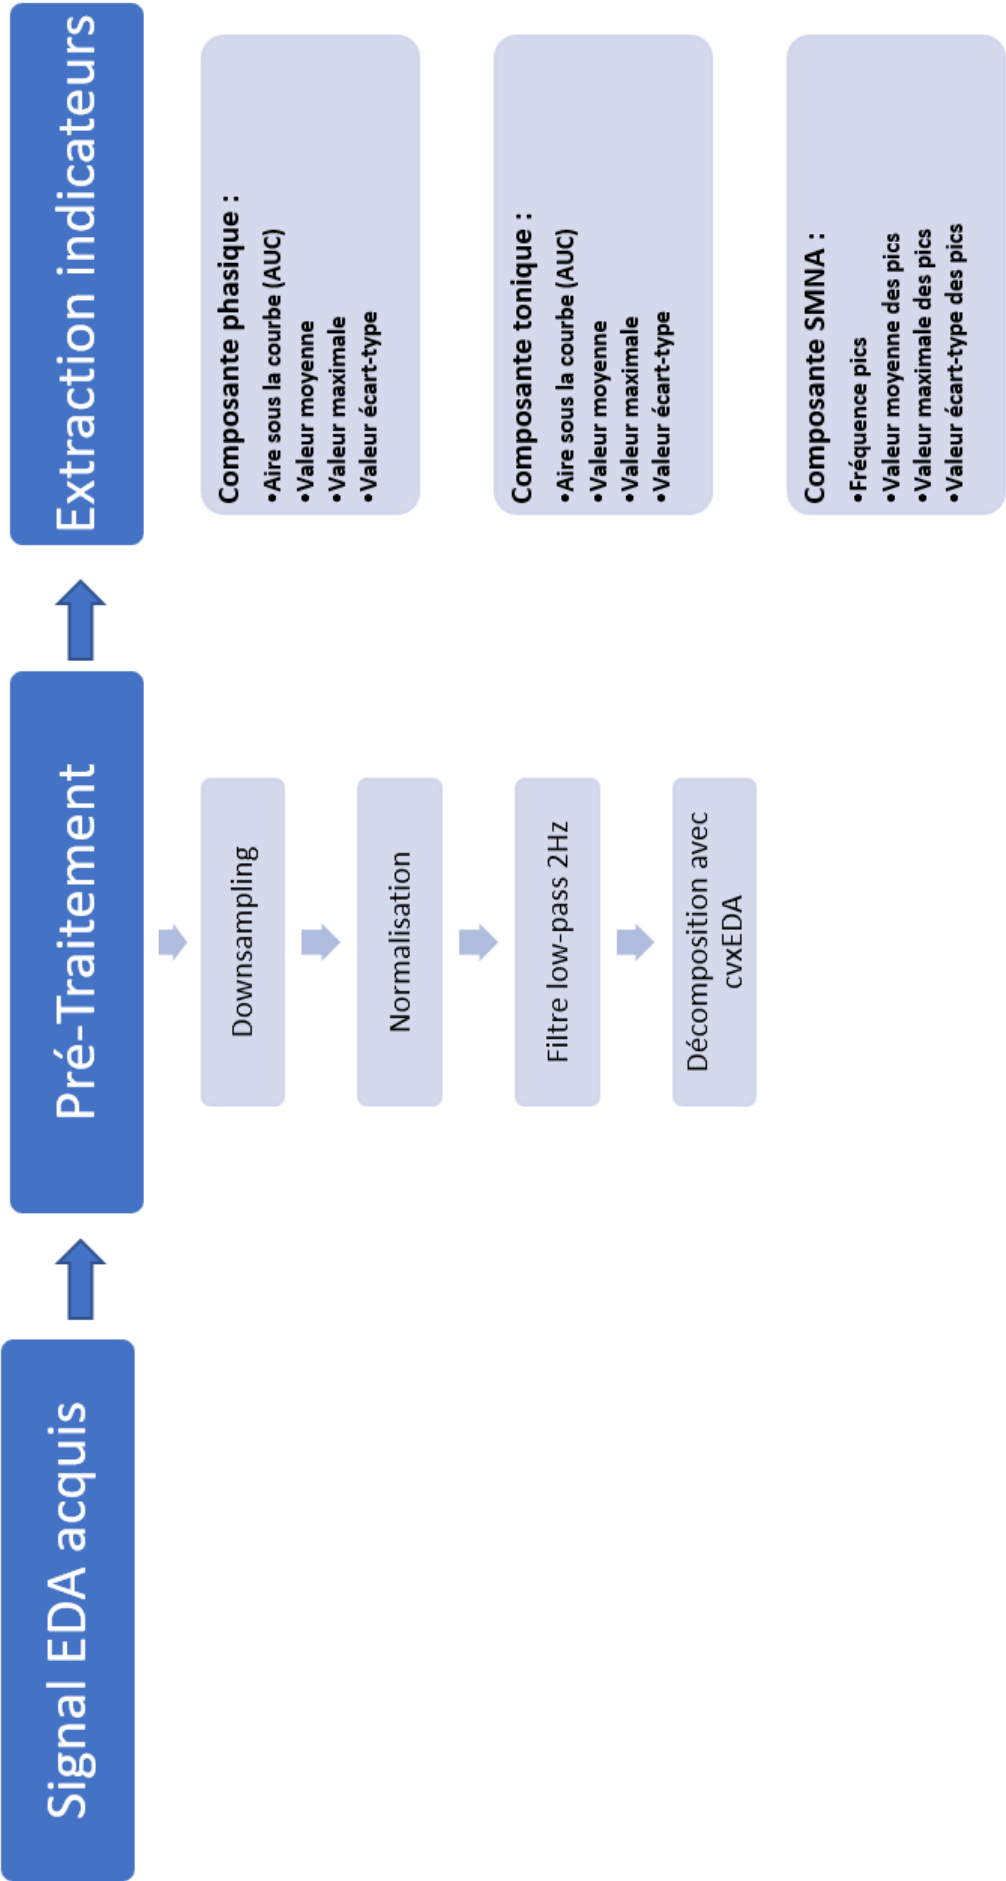 Signal EDA acquis
Pré-Traitement
Downsampling
Normalisation
Filtre low-pass 2Hz
Décomposition avec
cvxEDA
Extraction indicateurs
Composante phasique :
•Aire sous la courbe (AUC)
•Valeur moyenne
•Valeur maximale
•Valeur écart-type
Composante tonique :
•Aire sous la courbe (AUC)
•Valeur moyenne
•Valeur maximale
•Valeur écart-type
Composante SMNA :
•Fréquence pics
•Valeur moyenne des pics
•Valeur maximale des pics
•Valeur écart-type des pics